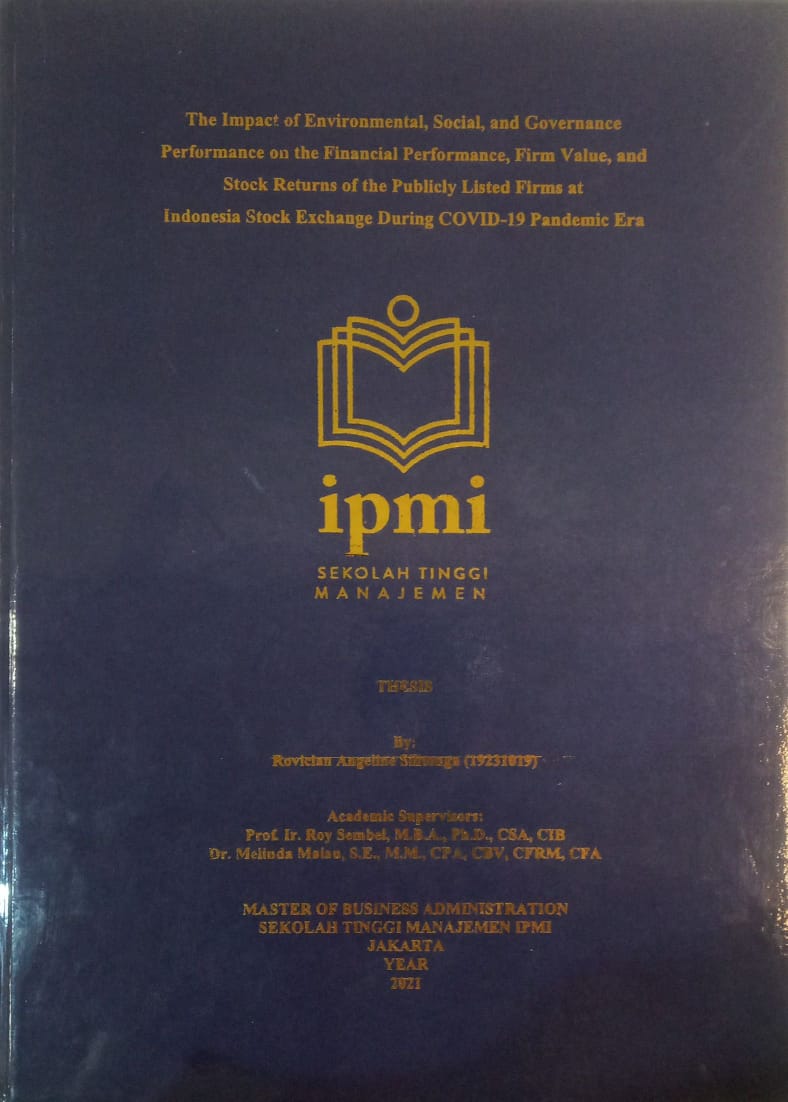 The Impact of Environmental, Social, and Governance
Performance on the Financial Performance, Firm Value, and
Stock Returns of the Publicly Listed Firms at
Indonesia Stock Exchange During COVID-19 Pandemic Era
ipmi
SEKOLAH TINGGI
MANAJEMEN
THESIS
By:
Rovician Angeline (19231019)
Academic Supervisors:
Prof. Ir. Roy Sembel, M.B.A., Ph.D., CSA, CIB
Dr. Melinda Malau, S.E., M.M., CPA, CBV, CFRM, CFA
MASTER OF BUSINESS ADMINISTRATION
SEKOLAH TINGGI MANAJEMEN IPMI
JAKARTA
YEAR
2021